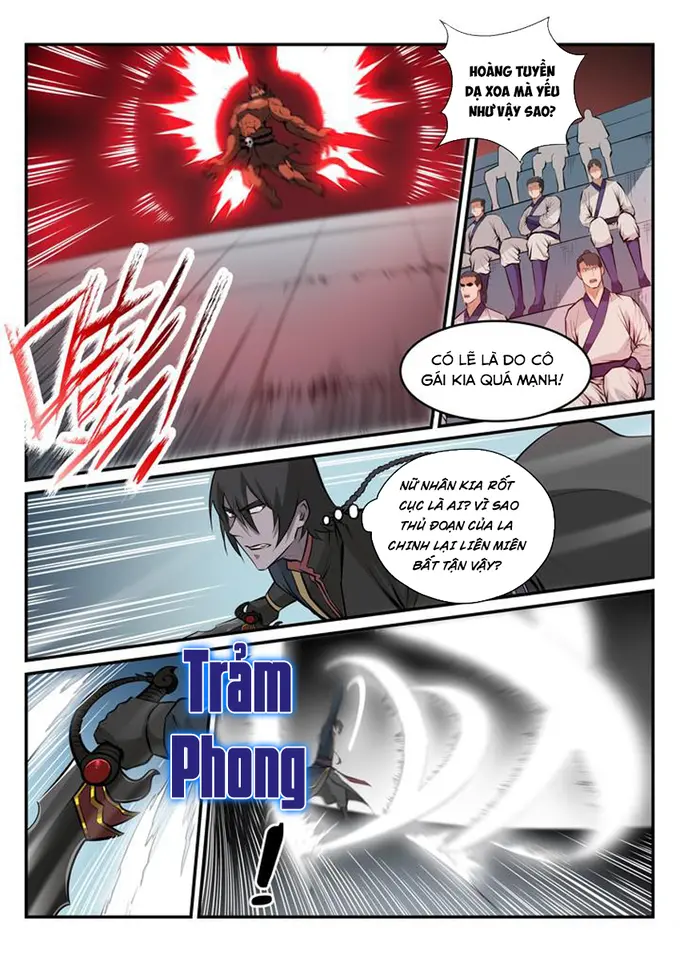 HOÀNG TUYỀN
DẠ XOA MÀ YẾU
NHƯ VẬY SAO?
CÓ LẼ LÀ DO CÔ
GÁI KIA QUÁ MẠNH!
NỮ NHÂN KIA RỐT
CỤC LÀ AI? VÌ SAO
THỦ ĐOẠN CỦA LA
CHINH LẠI LIÊN MIÊN
BẤT TẬN VẬY?
Trảm
Phong
!